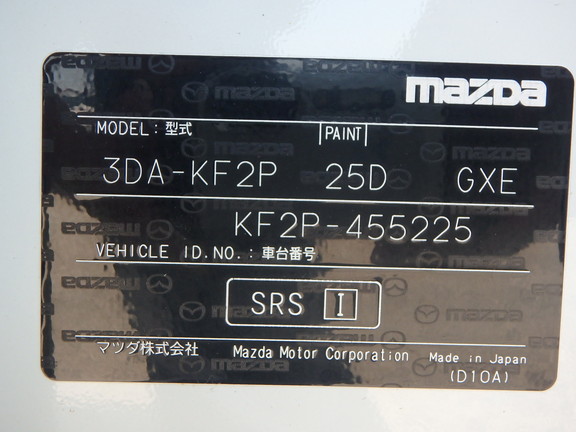 mazDa
MODEL: 型式 PAINT
3DA-KF2P 25D GXE
KF2P-455225
VEHICLE ID.NO.: 車台番号
SRS I
マツダ株式会社 Mazda Motor Corporation Made in Japan
(D10A)